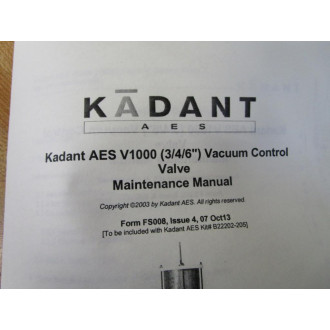 KĀDANT
AES
Kadant AES V1000 (3/4/6") Vacuum Control
Valve
Maintenance Manual
Copyright ©2003 by Kadant AES. All rights reserved.
Form FS008, Issue 4, 07 Oct13
[To be included with Kadant AES Kit# B22202-205]